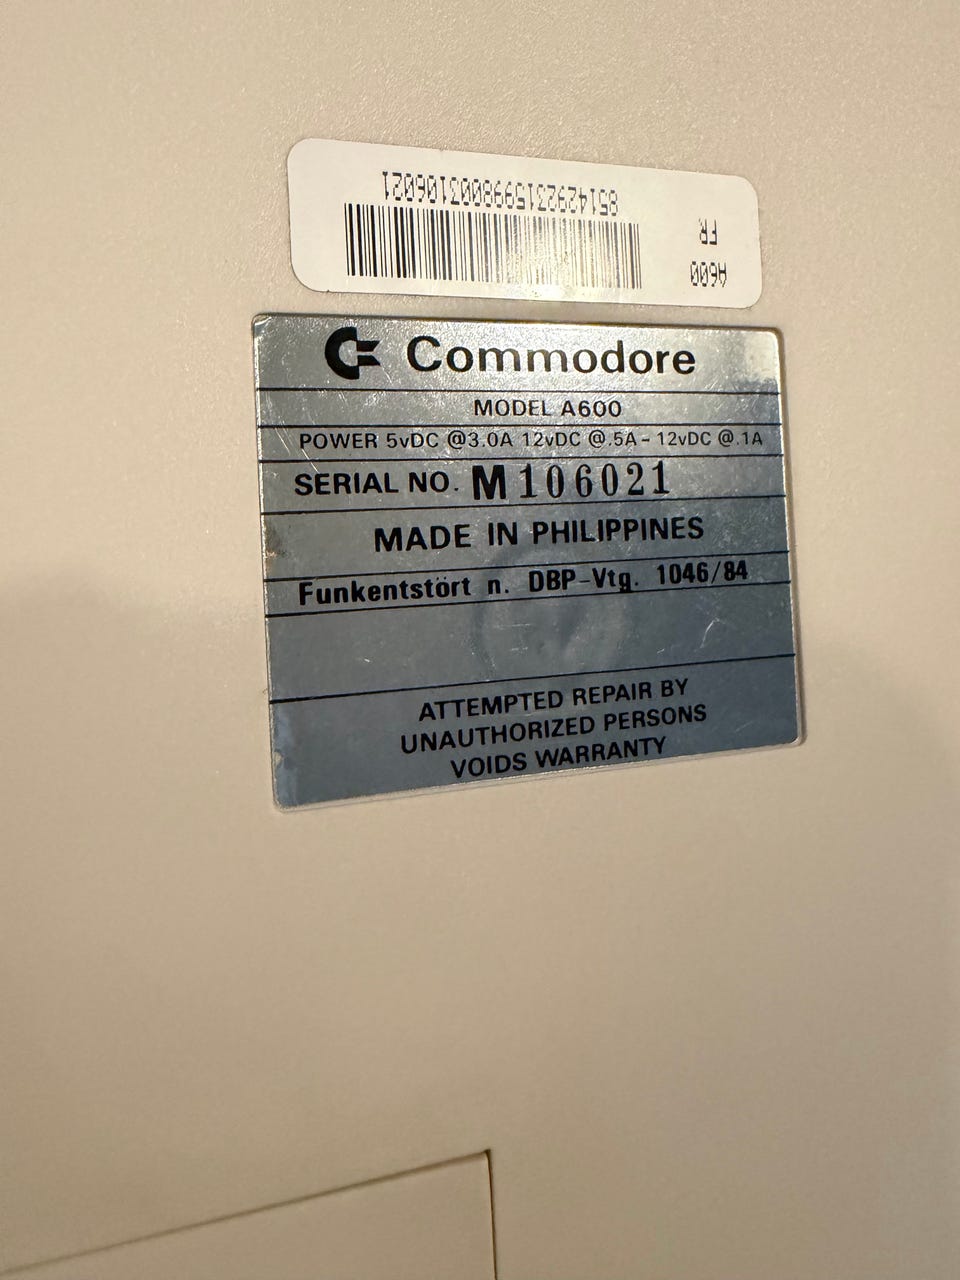 A600
FR.
Commodore
MODEL A600
POWER 5vDC @3.0A 12vDC @.5A - 12vDC @.1A
SERIAL NO. M106021
MADE IN PHILIPPINES
Funkentstört n. DBP-Vtg. 1046/84
ATTEMPTED REPAIR BY
UNAUTHORIZED PERSONS
VOIDS WARRANTY